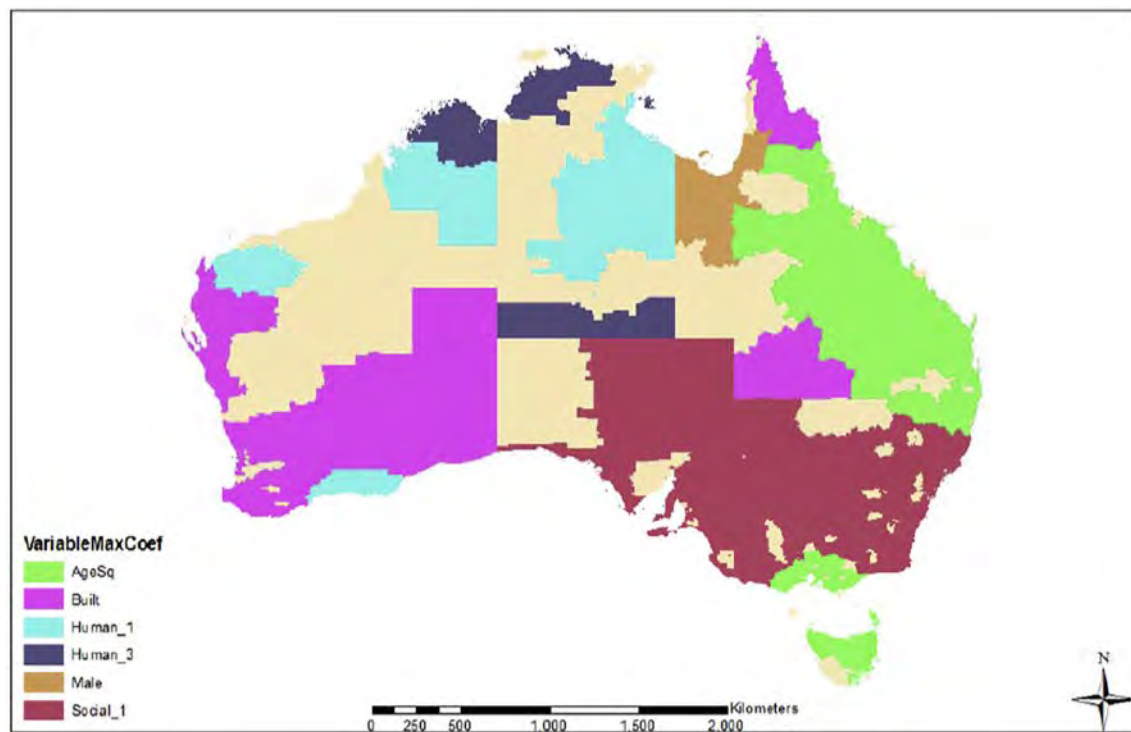 VariableMaxCoef
AgeSq
Built
Human_1
Human_3
Male
Social_1
Kilometers
0 250 500 1.000 1.500 2.000
N